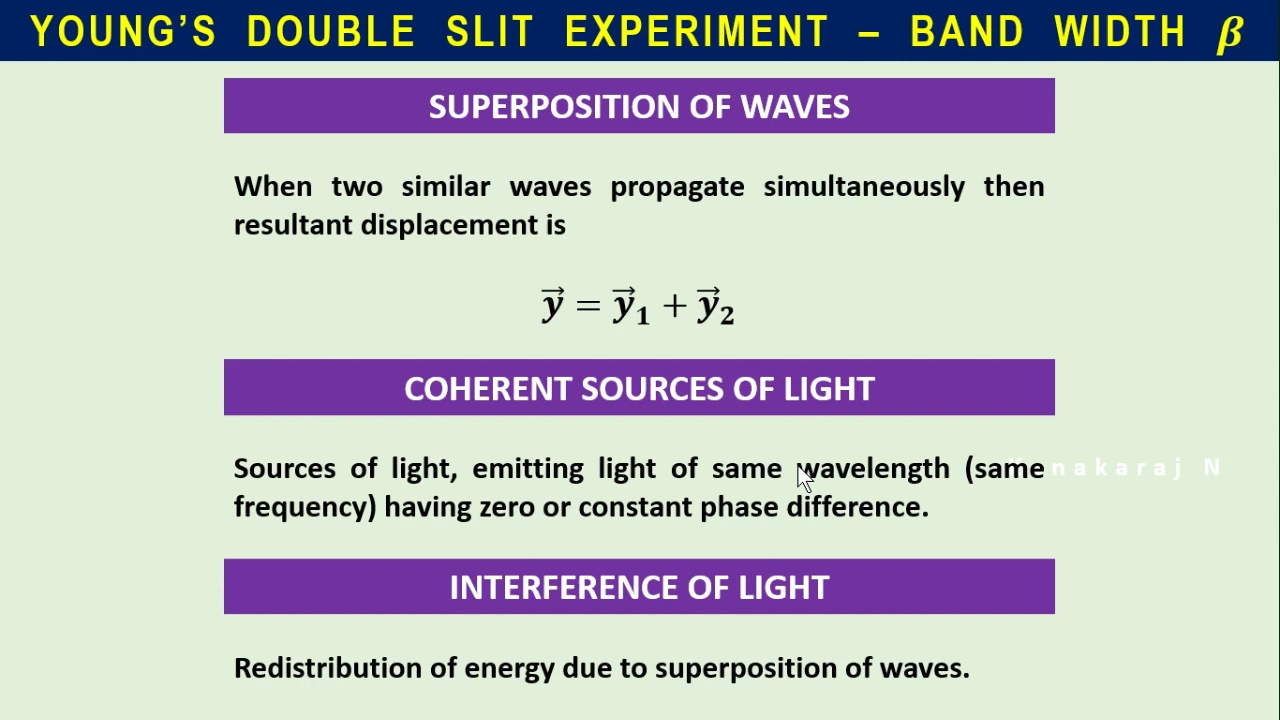 YOUNG’S DOUBLE SLIT EXPERIMENT – BAND WIDTH β
SUPERPOSITION OF WAVES
When two similar waves propagate simultaneously then
resultant displacement is
y⃗ = y⃗₁ + y⃗₂
COHERENT SOURCES OF LIGHT
Sources of light, emitting light of same wavelength (same
frequency) having zero or constant phase difference.
INTERFERENCE OF LIGHT
Redistribution of energy due to superposition of waves.